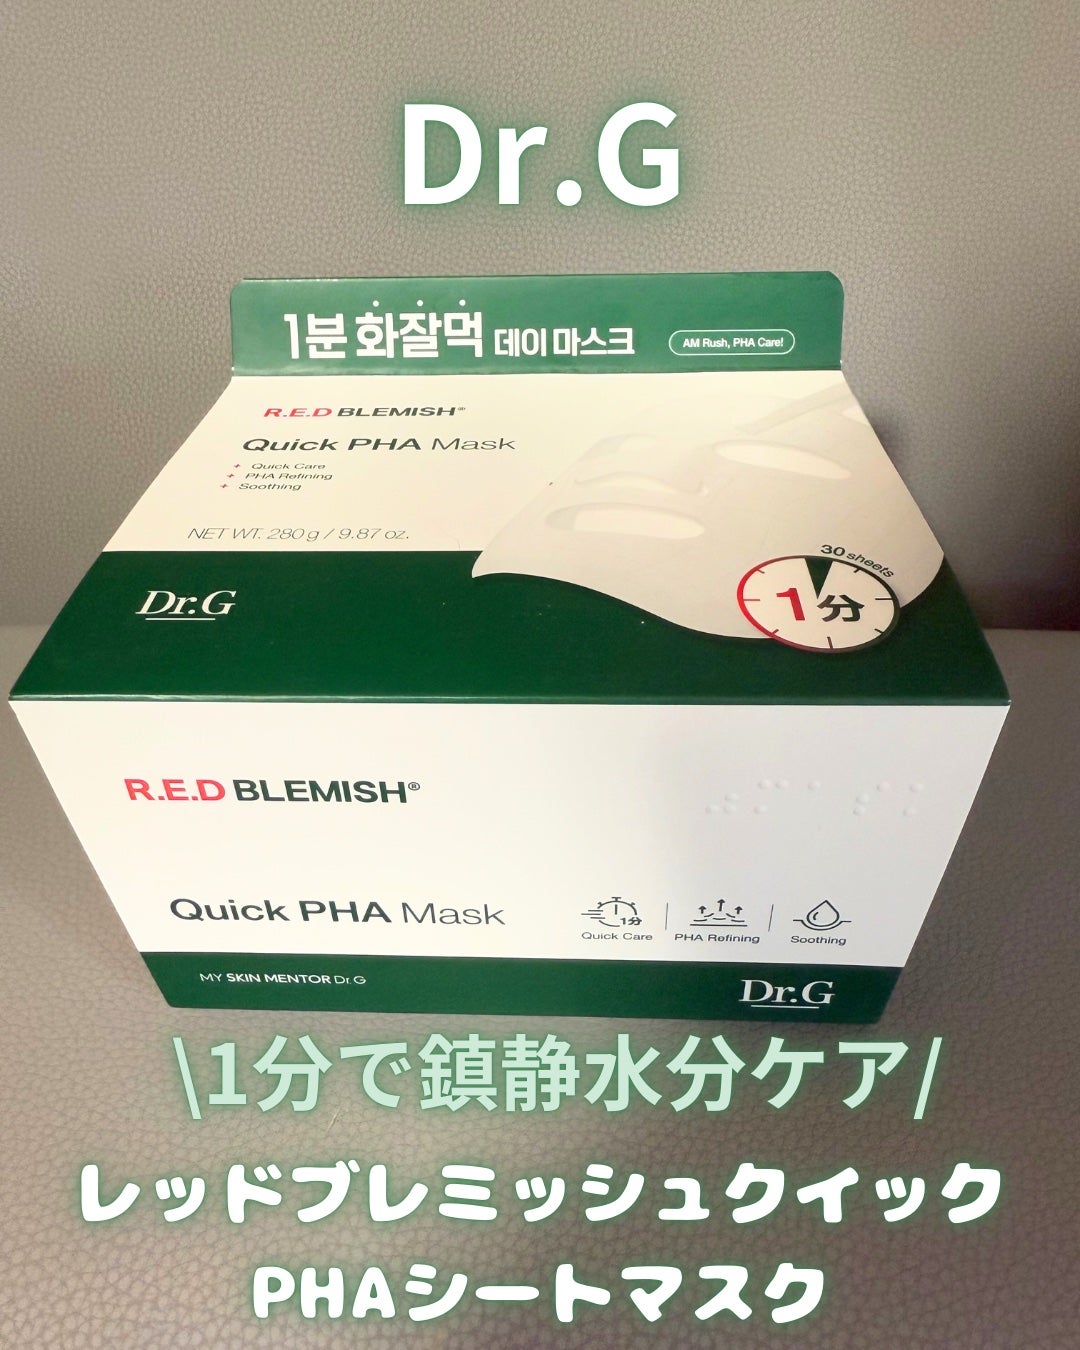 Dr.G
1분 화잘먹 데이 마스크 AM Rush, PHA Care!
R.E.D BLEMISH®
Quick PHA Mask
+ Quick Care
+ PHA Refining
+ Soothing
NET WT. 280 g / 9.87 oz.
30 sheets
1分
Dr.G
R.E.D BLEMISH®
Quick PHA Mask
1分
Quick Care PHA Refining Soothing
MY SKIN MENTOR Dr.G
Dr.G
\1分で鎮静水分ケア/
レッドブレミッシュクイック
PHAシートマスク